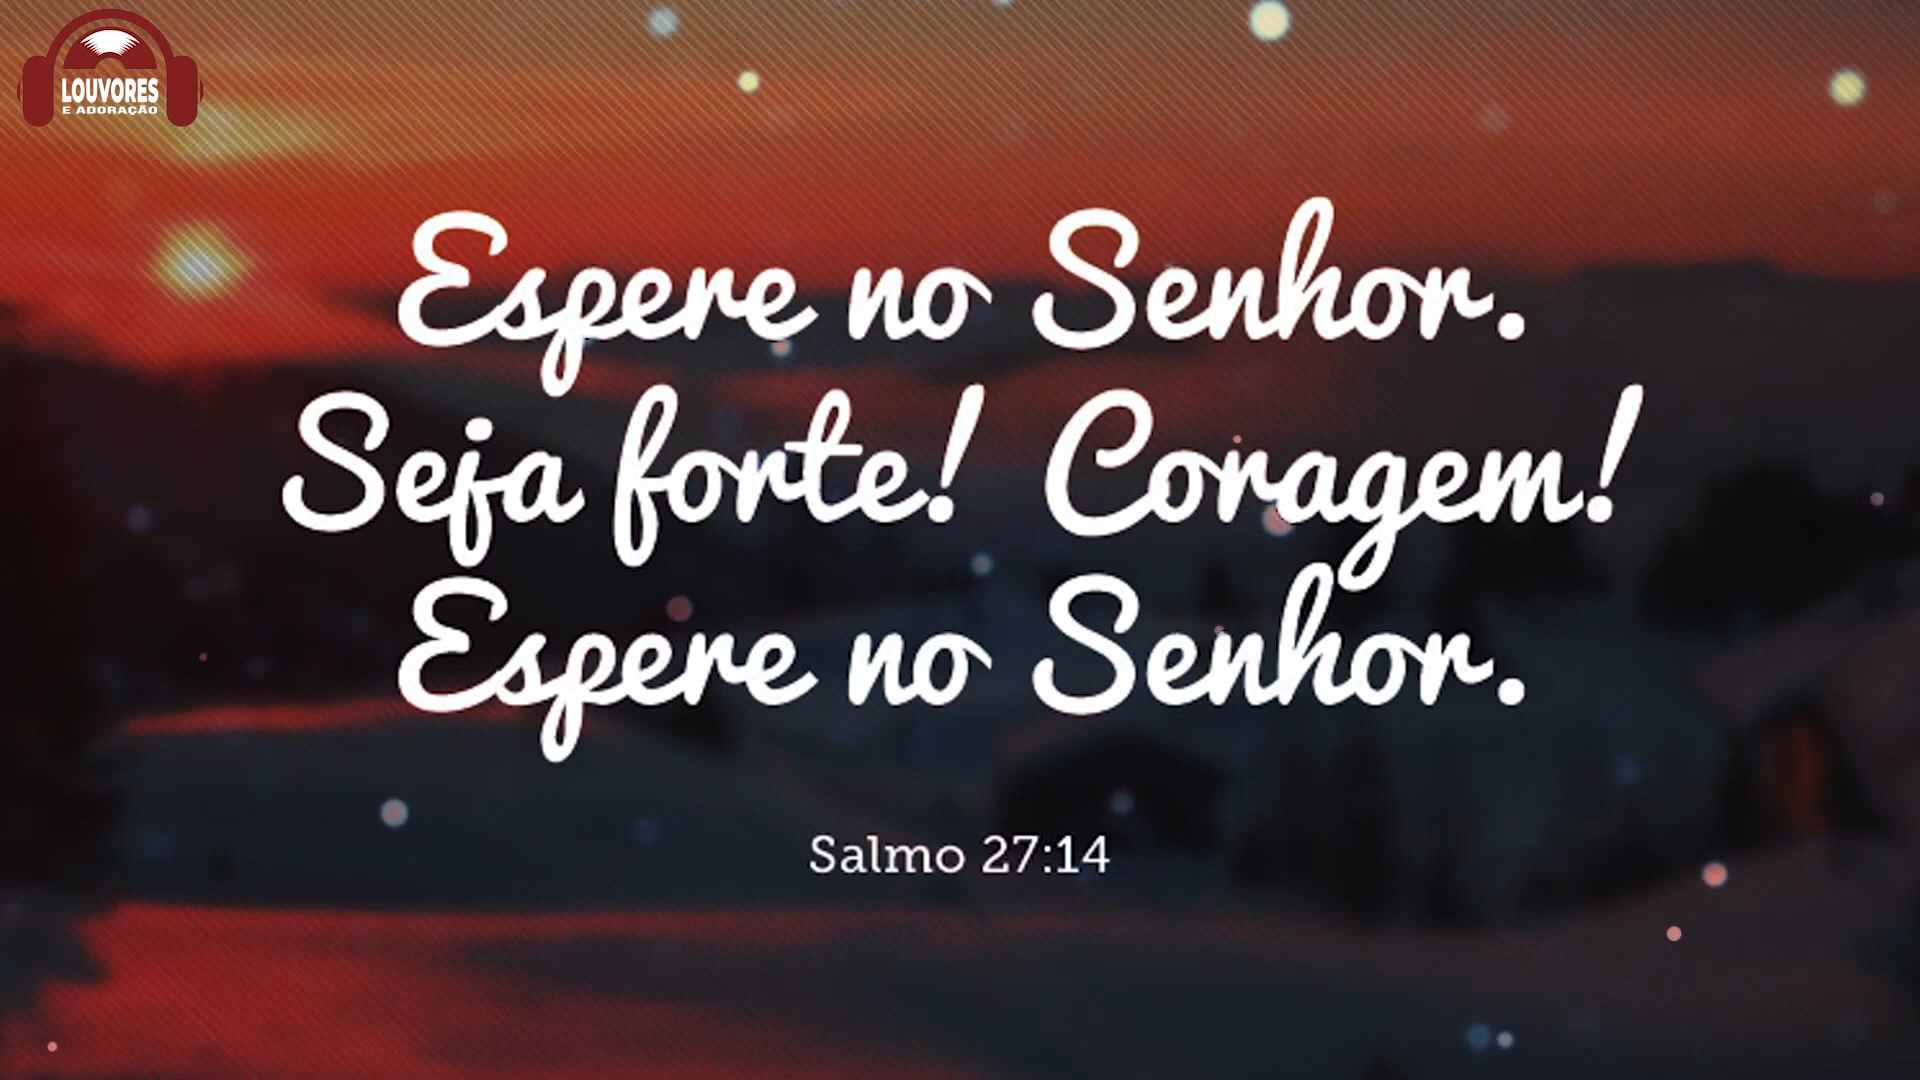 LOUVORES
E ADORAÇÃO
Espere no Senhor.
Seja forte! Coragem!
Espere no Senhor.
Salmo 27:14